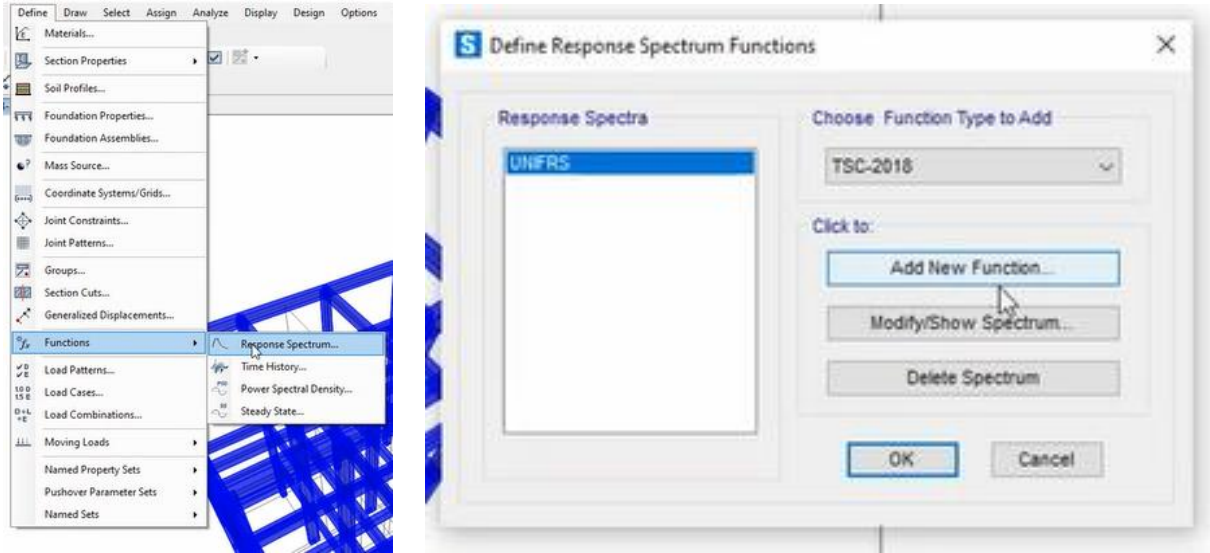 Define Draw Select Assign Analyze Display Design Options
Materials...
Section Properties
Soil Profiles...
Foundation Properties...
Foundation Assemblies...
Mass Source...
Coordinate Systems/Grids...
Joint Constraints...
Joint Patterns...
Groups...
Section Cuts...
Generalized Displacements...
Functions
Load Patterns...
Load Cases...
Load Combinations...
Moving Loads
Named Property Sets
Pushover Parameter Sets
Named Sets
Response Spectrum...
Time History...
Power Spectral Density...
Steady State...
S Define Response Spectrum Functions
Response Spectra
UNIFRS
Choose Function Type to Add
TSC-2018
Click to:
Add New Function...
Modify/Show Spectrum...
Delete Spectrum
OK Cancel